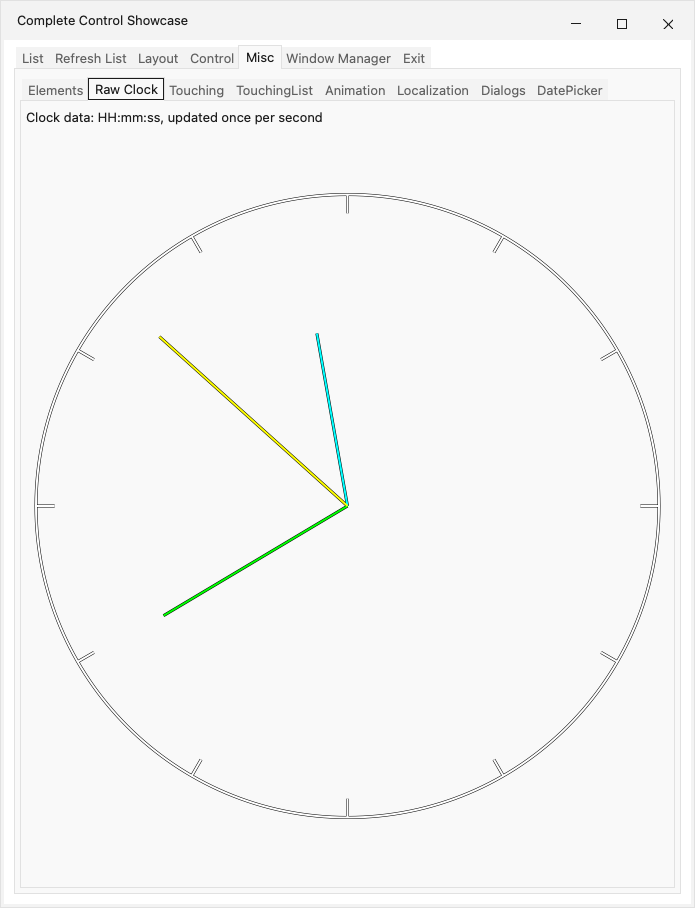 Complete Control Showcase
List Refresh List Layout Control Misc Window Manager Exit
Elements Raw Clock Touching TouchingList Animation Localization Dialogs DatePicker
Clock data: HH:mm:ss, updated once per second